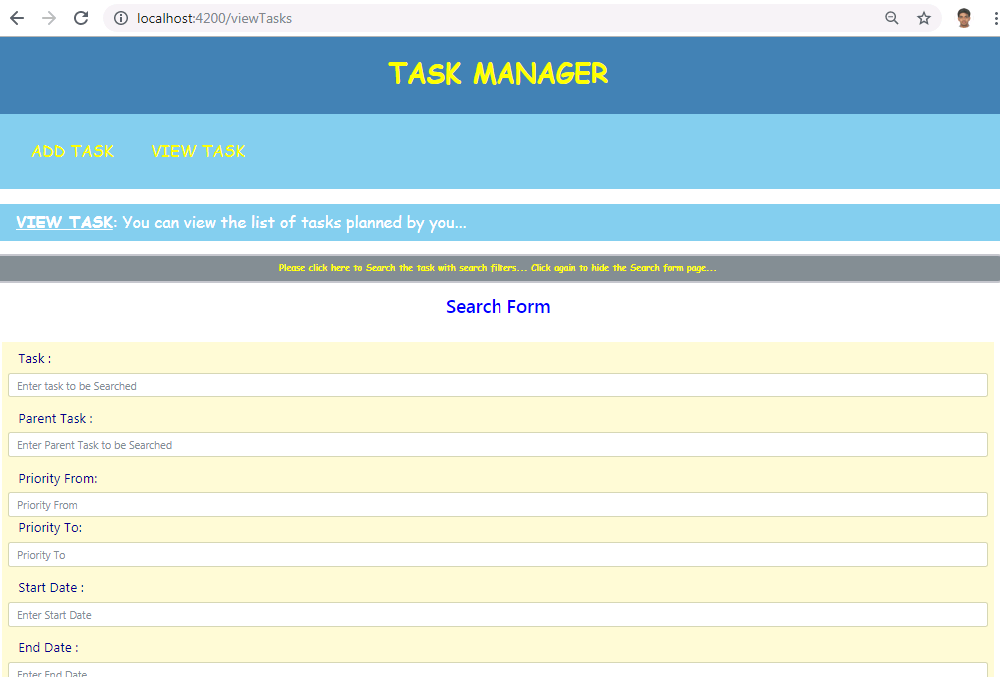 localhost:4200/viewTasks
TASK MANAGER
ADD TASK VIEW TASK
VIEW TASK: You can view the list of tasks planned by you...
Please click here to Search the task with search filters... Click again to hide the Search form page...
Search Form
Task :
Enter task to be Searched
Parent Task :
Enter Parent Task to be Searched
Priority From:
Priority From
Priority To:
Priority To
Start Date :
Enter Start Date
End Date :
Enter End Date